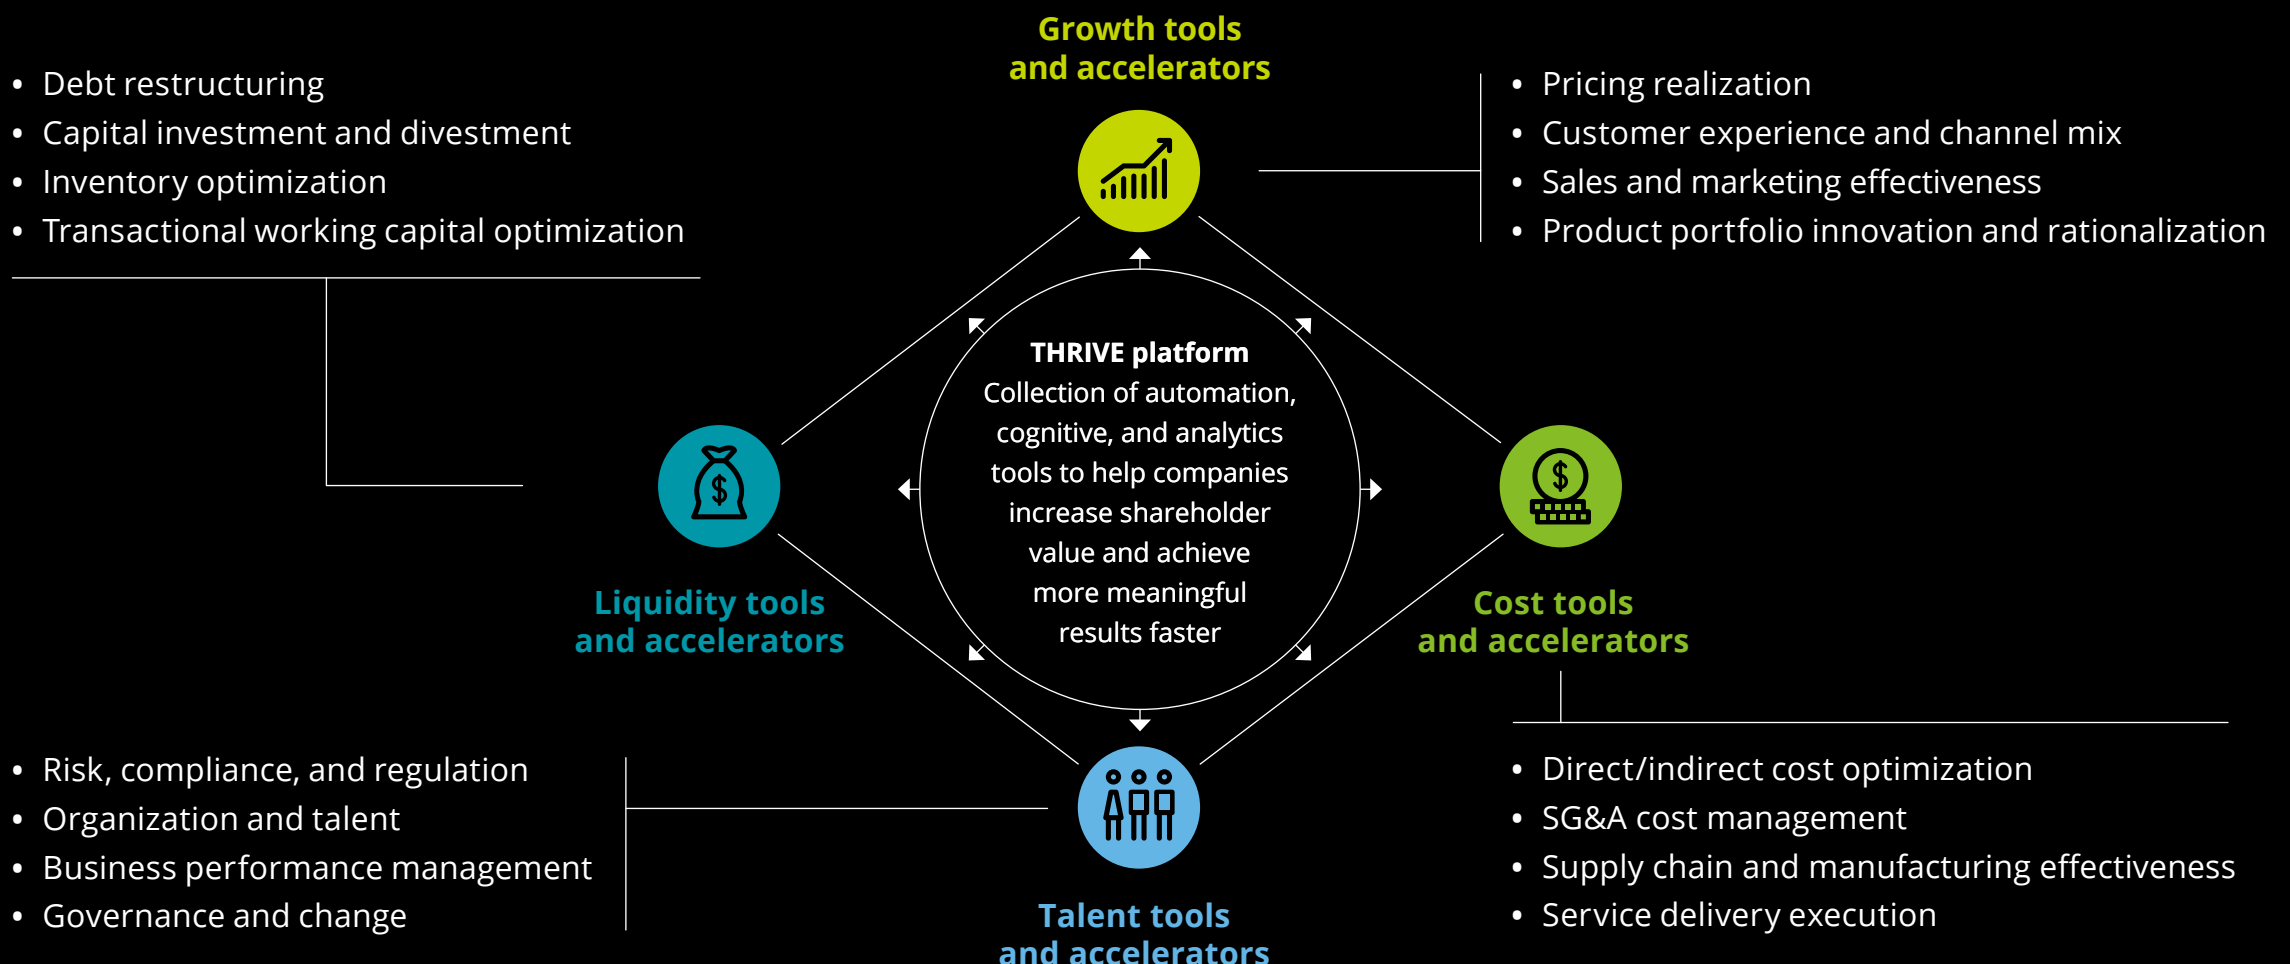 Growth tools
and accelerators
• Debt restructuring
• Capital investment and divestment
• Inventory optimization
• Transactional working capital optimization
• Pricing realization
• Customer experience and channel mix
• Sales and marketing effectiveness
• Product portfolio innovation and rationalization
THRIVE platform
Collection of automation,
cognitive, and analytics
tools to help companies
increase shareholder
value and achieve
more meaningful
results faster
$
$
Liquidity tools
and accelerators
Cost tools
and accelerators
• Risk, compliance, and regulation
• Organization and talent
• Business performance management
• Governance and change
• Direct/indirect cost optimization
• SG&A cost management
• Supply chain and manufacturing effectiveness
• Service delivery execution
Talent tools
and accelerators